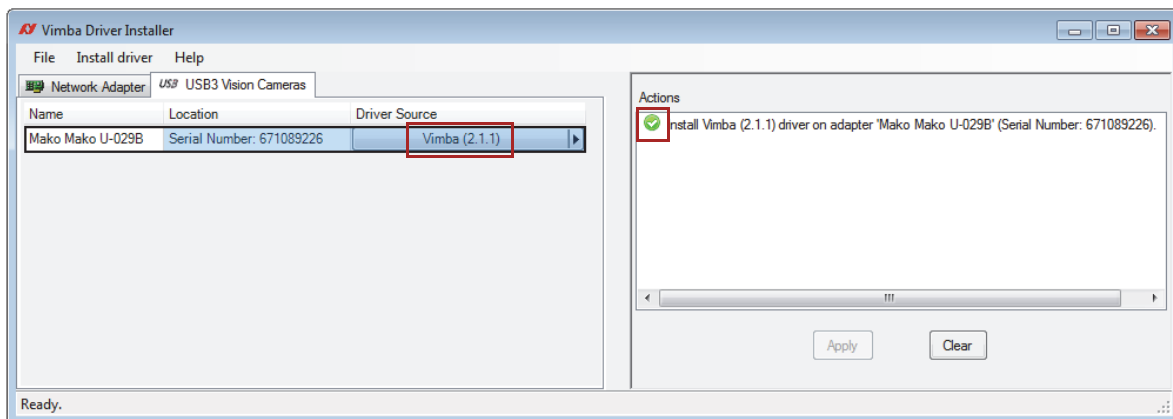 Vimba Driver Installer
File Install driver Help
Network Adapter USB USB3 Vision Cameras
Name Location Driver Source
Mako Mako U-029B Serial Number: 671089226 Vimba (2.1.1)
Actions
nstall Vimba (2.1.1) driver on adapter 'Mako Mako U-029B' (Serial Number: 671089226).
Apply Clear
Ready.